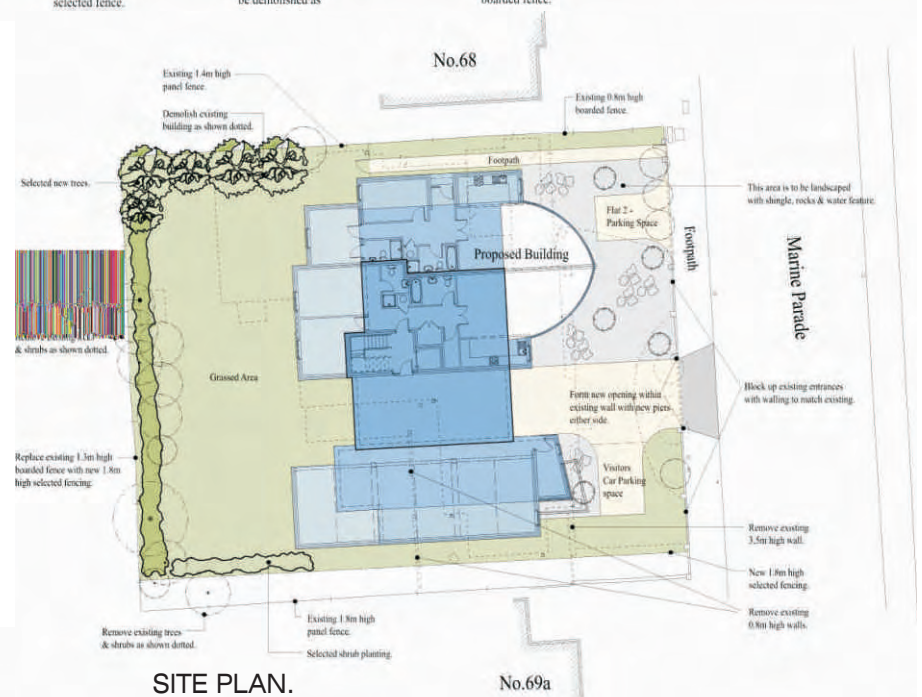 selected fence.
be demolished as
boarded fence.
No.68
Existing 1.4m high
panel fence.
Existing 0.8m high
boarded fence.
Demolish existing
building as shown dotted.
Footpath
Selected new trees.
This area is to be landscaped
with shingle, rocks & water feature.
Flat 2 -
Parking Space
Footpath
Marine Parade
Proposed Building
& shrubs as shown dotted.
Grassed Area
Form new opening within
existing wall with new piers
either side.
Block up existing entrances
with walling to match existing.
Replace existing 1.3m high
boarded fence with new 1.8m
high selected fencing.
Visitors
Car Parking
space
Remove existing
3.5m high wall.
New 1.8m high
selected fencing.
Remove existing
0.8m high walls.
Existing 1.8m high
panel fence.
Remove existing trees
& shrubs as shown dotted.
Selected shrub planting.
SITE PLAN.
No.69a